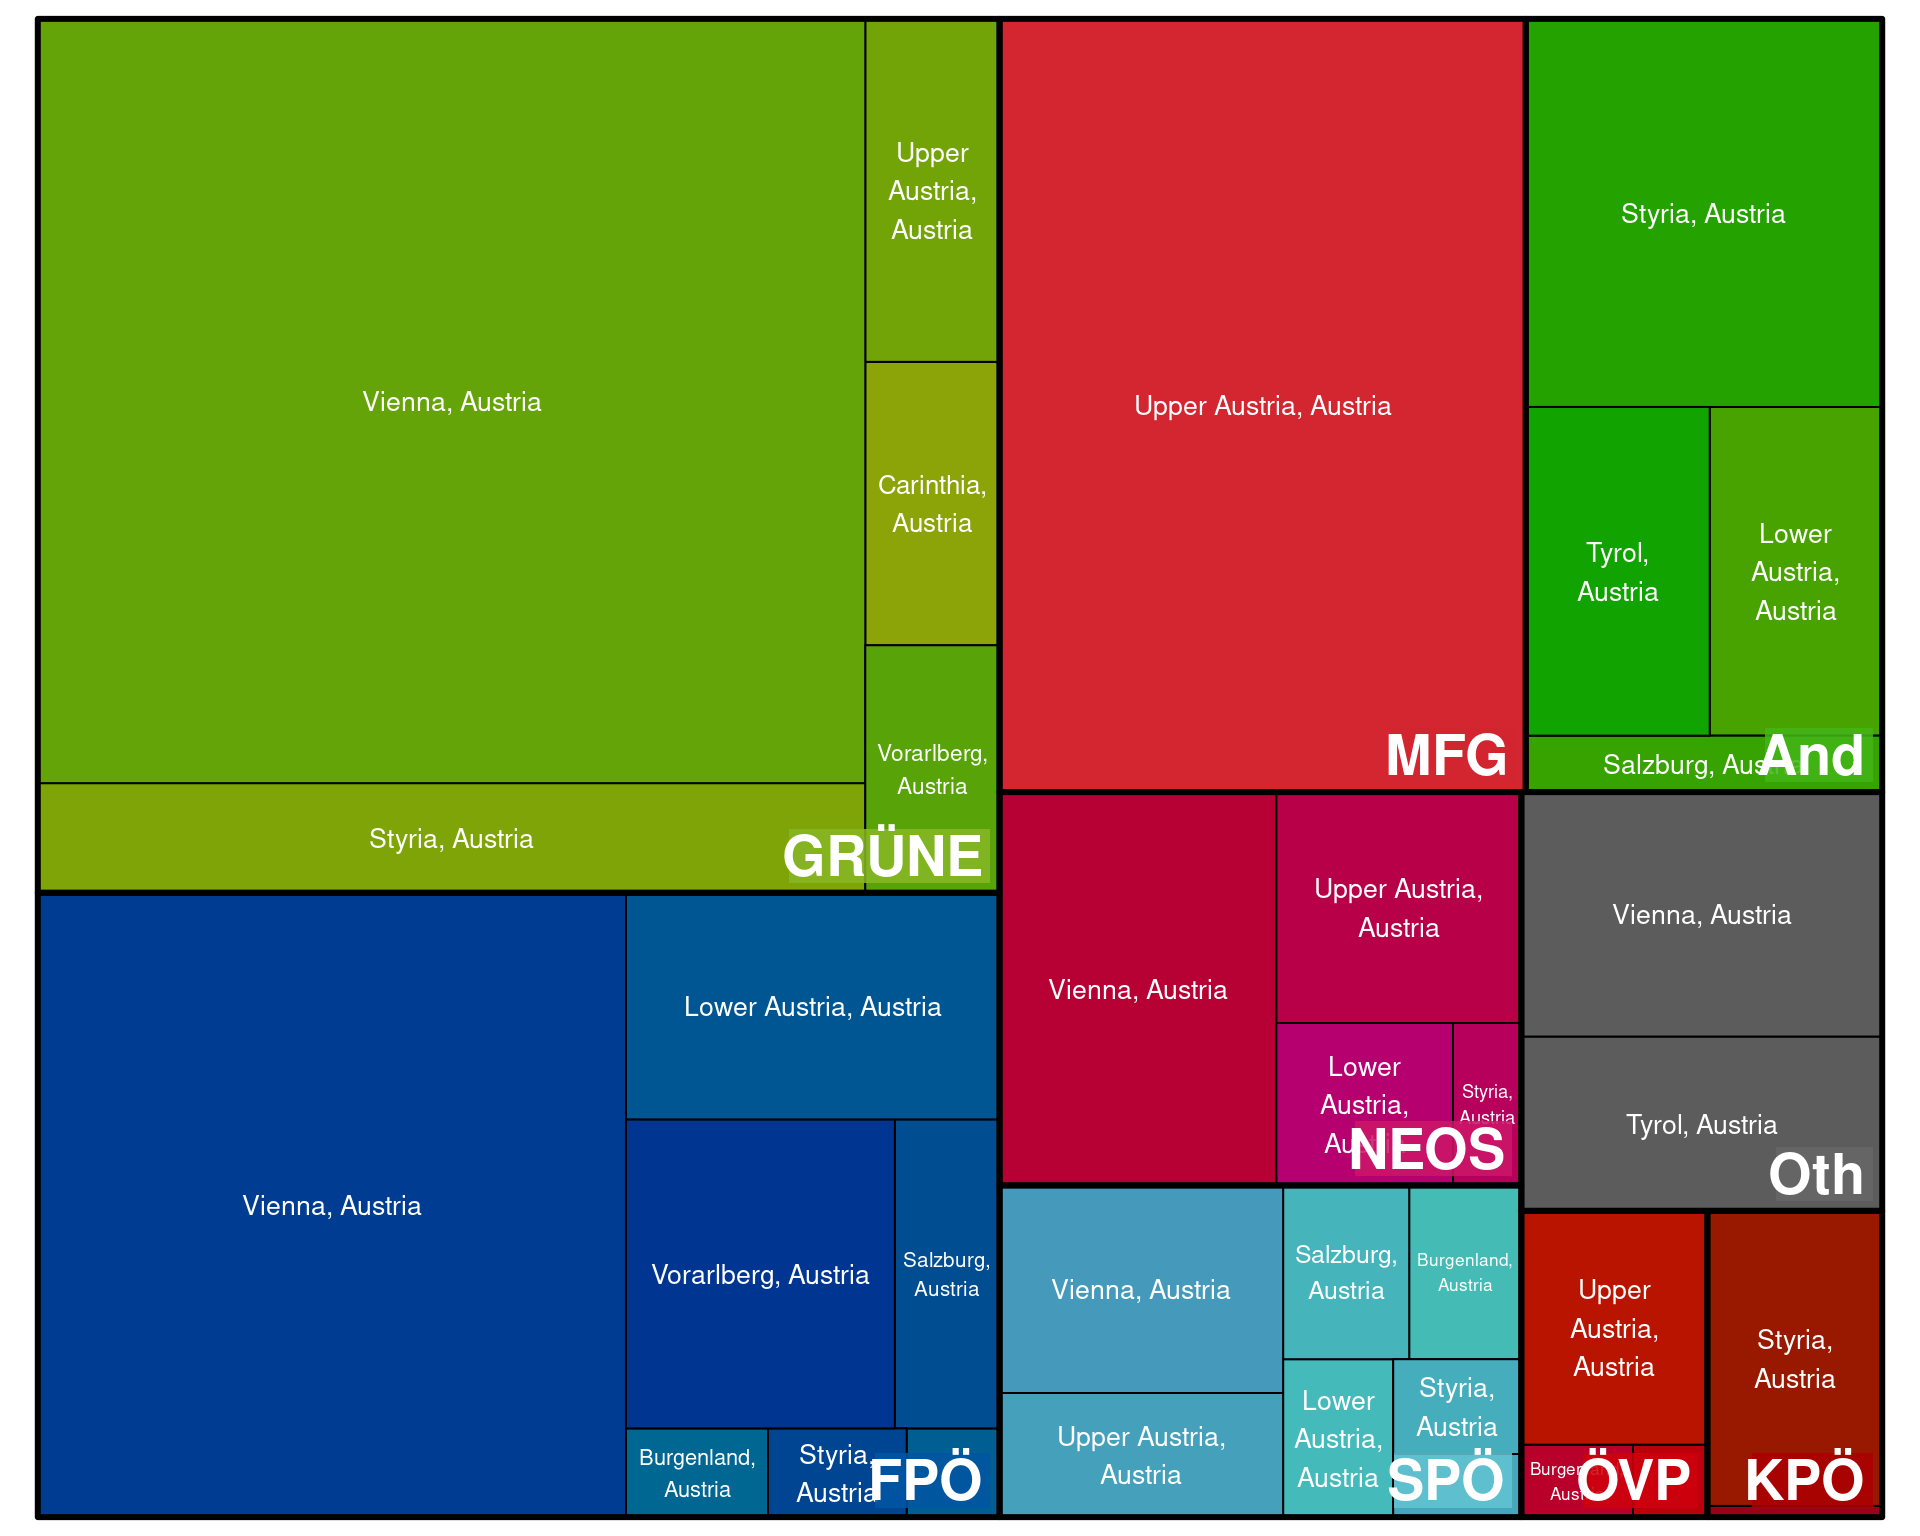 Vienna, Austria
Upper
Austria,
Austria
Carinthia,
Austria
Vorarlberg,
Austria
Styria, Austria
GRÜNE
Upper Austria, Austria
MFG
Styria, Austria
Tyrol,
Austria
Lower
Austria,
Austria
Salzburg,
And
Vienna, Austria
Lower Austria, Austria
Vorarlberg, Austria
Salzburg,
Austria
Burgenland,
Austria
Styria,
Austria
FPÖ
Vienna, Austria
Upper Austria,
Austria
Lower
Austria,
Styria,
Austria
NEOS
Vienna, Austria
Tyrol, Austria
Oth
Vienna, Austria
Upper Austria,
Austria
Salzburg,
Austria
Burgenland,
Austria
Lower
Austria,
Austria
Styria,
Austria
SPÖ
Upper
Austria,
Austria
ÖVP
Styria,
Austria
KPÖ